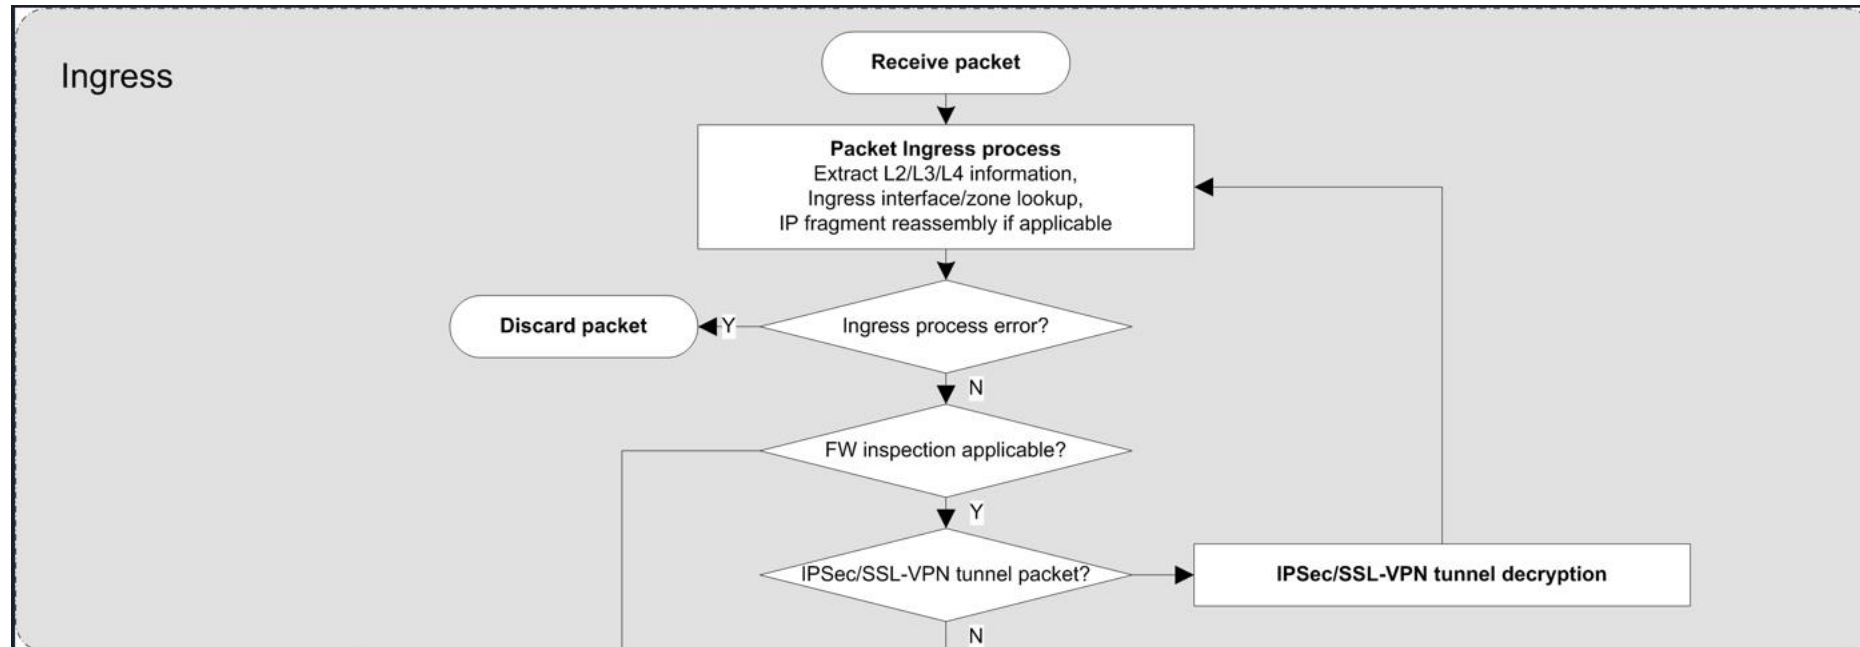 Ingress
Receive packet
Packet Ingress process
Extract L2/L3/L4 information,
Ingress interface/zone lookup,
IP fragment reassembly if applicable
Discard packet
Y
Ingress process error?
N
FW inspection applicable?
Y
IPSec/SSL-VPN tunnel packet?
IPSec/SSL-VPN tunnel decryption
N